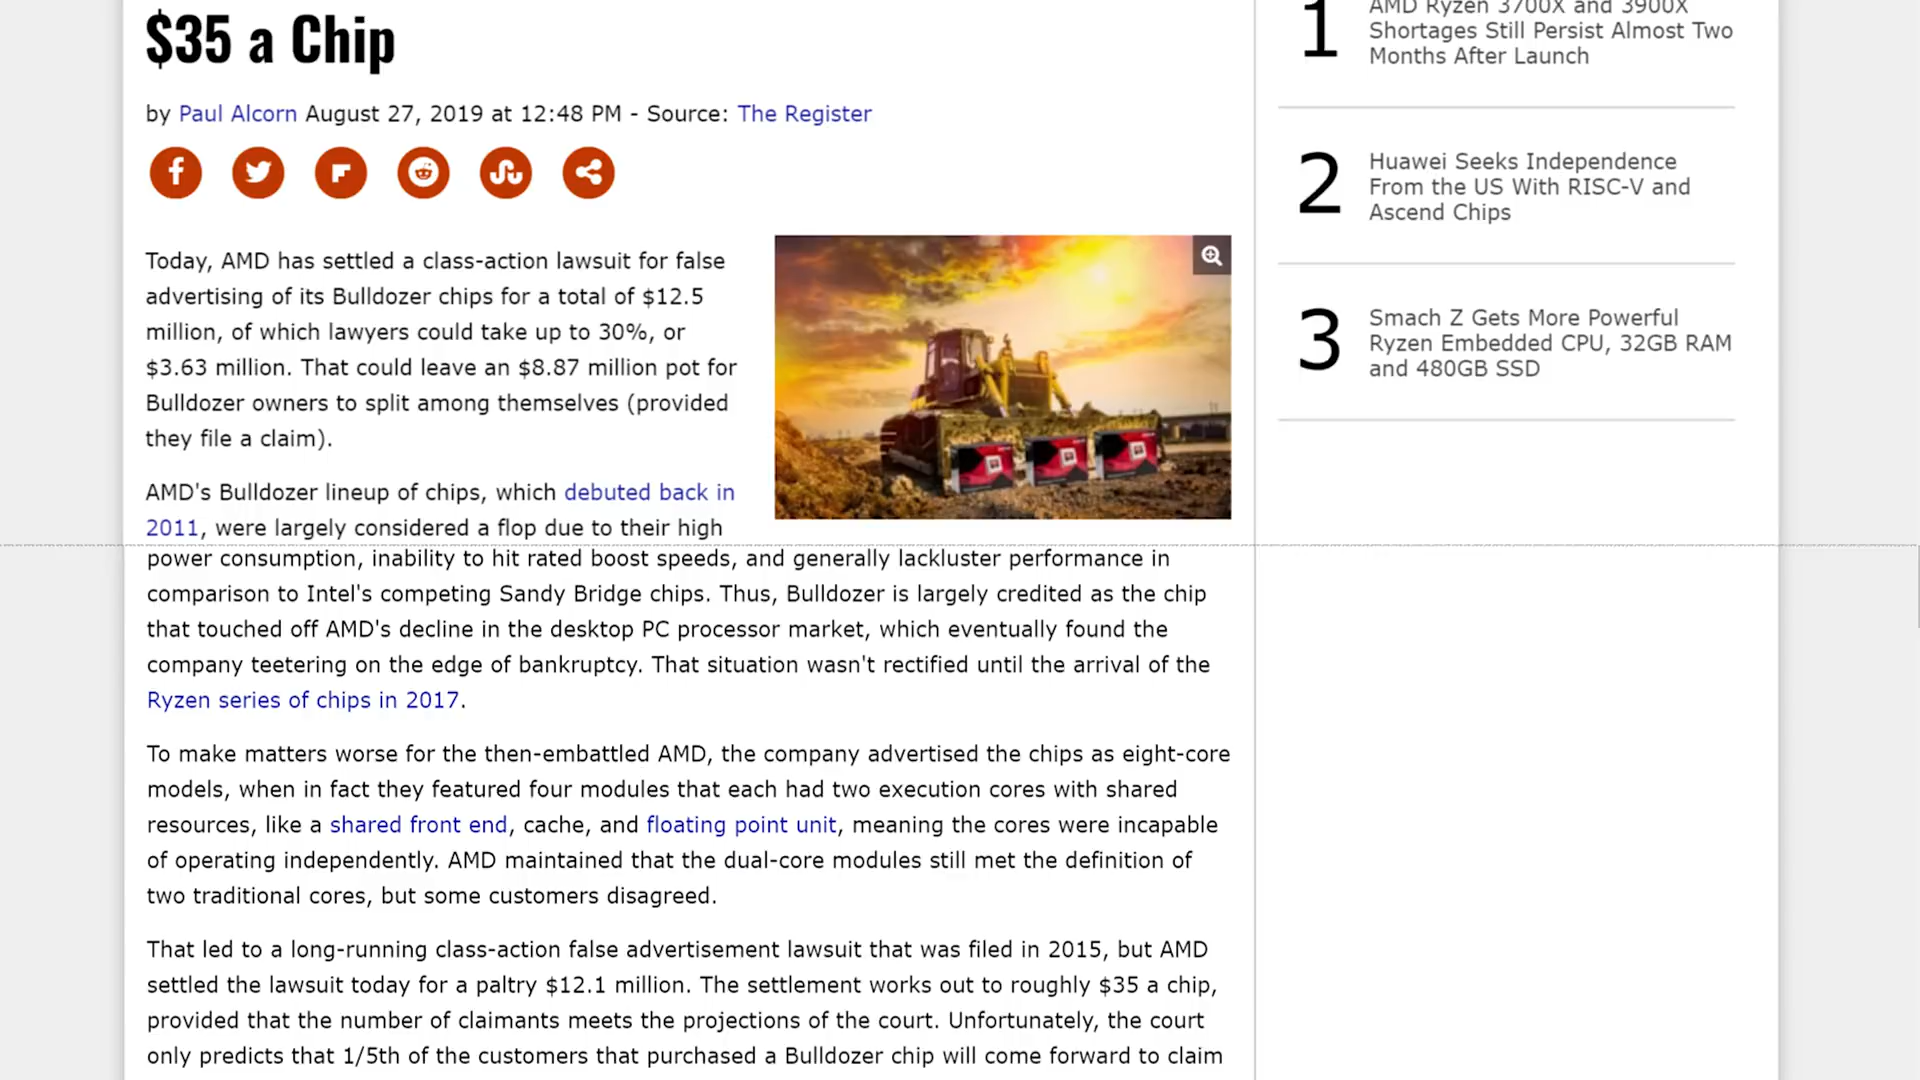 $35 a Chip
by Paul Alcorn August 27, 2019 at 12:48 PM - Source: The Register
Today, AMD has settled a class-action lawsuit for false
advertising of its Bulldozer chips for a total of $12.5
million, of which lawyers could take up to 30%, or
$3.63 million. That could leave an $8.87 million pot for
Bulldozer owners to split among themselves (provided
they file a claim).
AMD's Bulldozer lineup of chips, which debuted back in
2011, were largely considered a flop due to their high
power consumption, inability to hit rated boost speeds, and generally lackluster performance in
comparison to Intel's competing Sandy Bridge chips. Thus, Bulldozer is largely credited as the chip
that touched off AMD's decline in the desktop PC processor market, which eventually found the
company teetering on the edge of bankruptcy. That situation wasn't rectified until the arrival of the
Ryzen series of chips in 2017.
To make matters worse for the then-embattled AMD, the company advertised the chips as eight-core
models, when in fact they featured four modules that each had two execution cores with shared
resources, like a shared front end, cache, and floating point unit, meaning the cores were incapable
of operating independently. AMD maintained that the dual-core modules still met the definition of
two traditional cores, but some customers disagreed.
That led to a long-running class-action false advertisement lawsuit that was filed in 2015, but AMD
settled the lawsuit today for a paltry $12.1 million. The settlement works out to roughly $35 a chip,
provided that the number of claimants meets the projections of the court. Unfortunately, the court
only predicts that 1/5th of the customers that purchased a Bulldozer chip will come forward to claim
1
AMD Ryzen 3700X and 3900X
Shortages Still Persist Almost Two
Months After Launch
2
Huawei Seeks Independence
From the US With RISC-V and
Ascend Chips
3
Smach Z Gets More Powerful
Ryzen Embedded CPU, 32GB RAM
and 480GB SSD